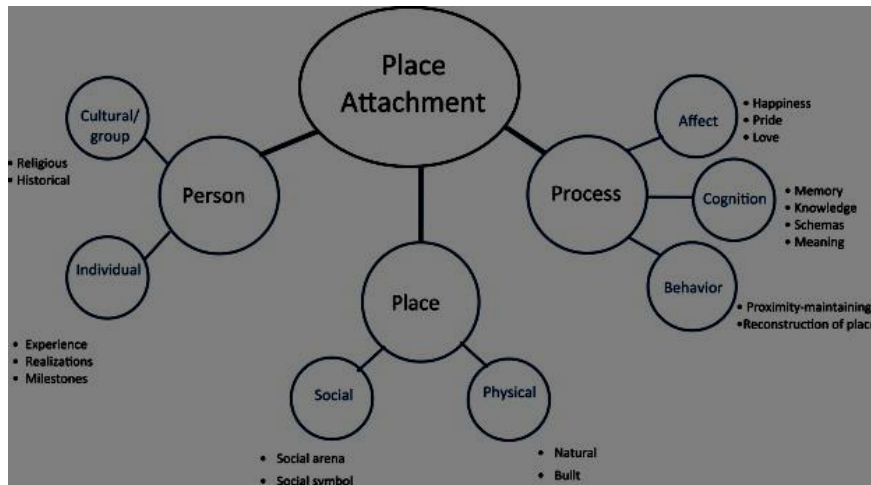 Place
Attachment
Cultural/
group
• Religious
• Historical
Person
Individual
• Experience
• Realizations
• Milestones
Place
Social
• Social arena
• Social symbol
Physical
• Natural
• Built
Process
Affect
• Happiness
• Pride
• Love
Cognition
• Memory
• Knowledge
• Schemas
• Meaning
Behavior
• Proximity-maintaining
•Reconstruction of place